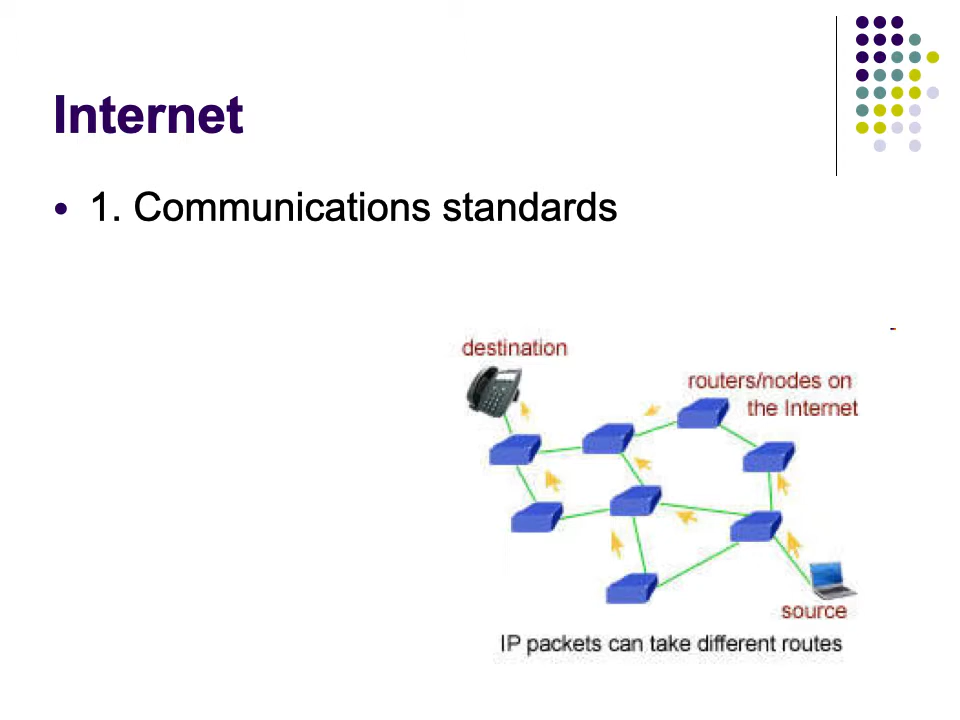 Internet
1. Communications standards
destination
routers/nodes on
the Internet
source
IP packets can take different routes